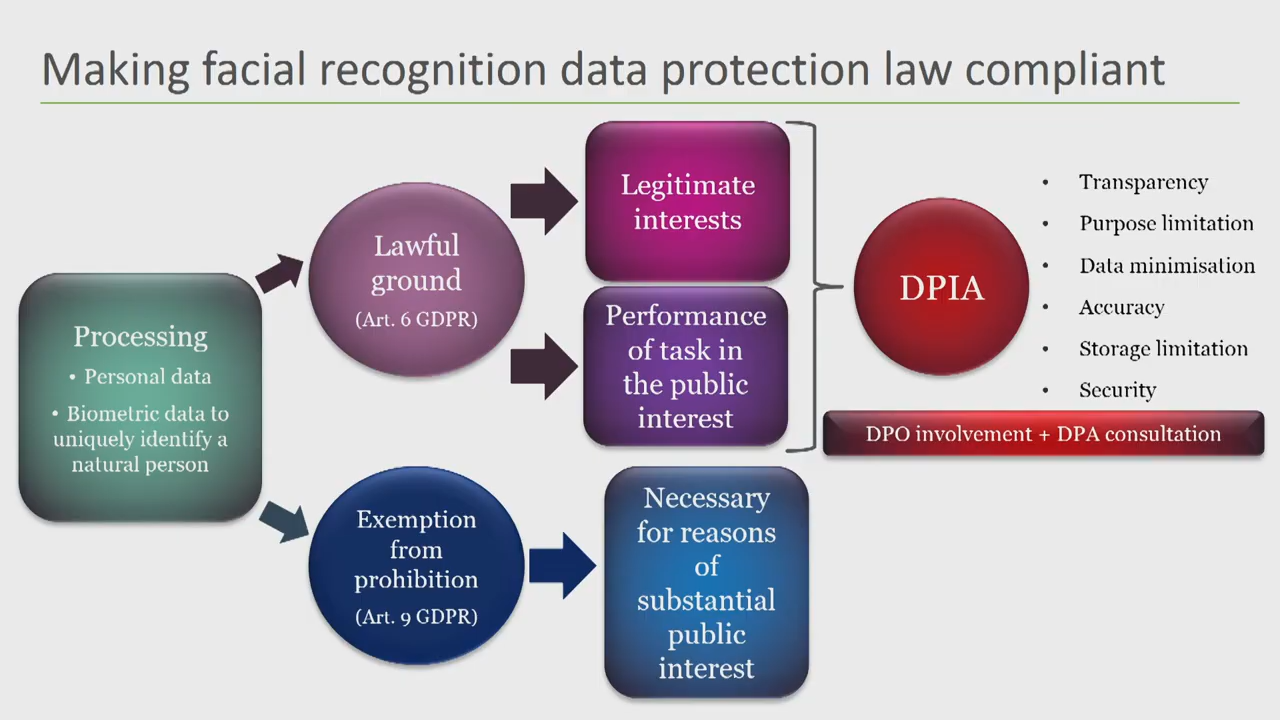 Making facial recognition data protection law compliant
Processing
• Personal data
• Biometric data to
uniquely identify a
natural person
Lawful
ground
(Art. 6 GDPR)
Legitimate
interests
Performance
of task in
the public
interest
Exemption
from
prohibition
(Art. 9 GDPR)
Necessary
for reasons
of
substantial
public
interest
DPIA
• Transparency
• Purpose limitation
• Data minimisation
• Accuracy
• Storage limitation
• Security
DPO involvement + DPA consultation